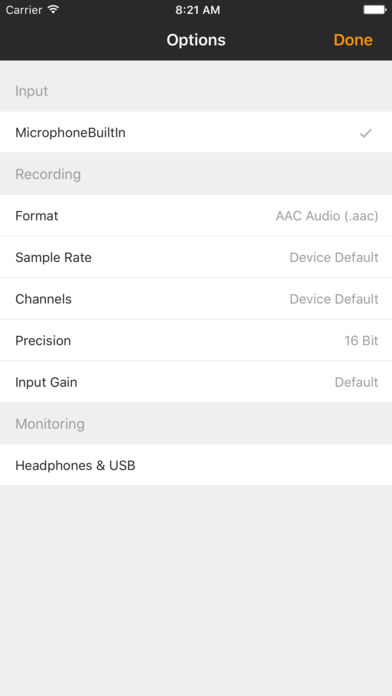 Carrier 8:21 AM
Options Done
Input
MicrophoneBuiltIn
Recording
Format AAC Audio (.aac)
Sample Rate Device Default
Channels Device Default
Precision 16 Bit
Input Gain Default
Monitoring
Headphones & USB